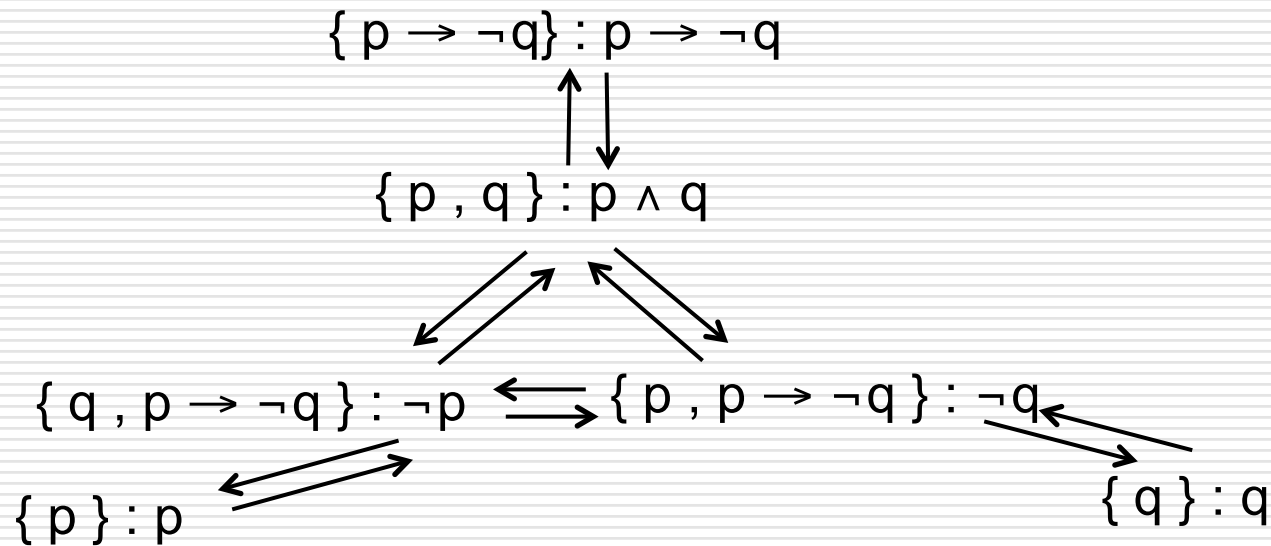 { p → ¬q} : p → ¬q
{ p , q } : p ∧ q
{ q , p → ¬q } : ¬p
{ p , p → ¬q } : ¬q
{ p } : p
{ q } : q